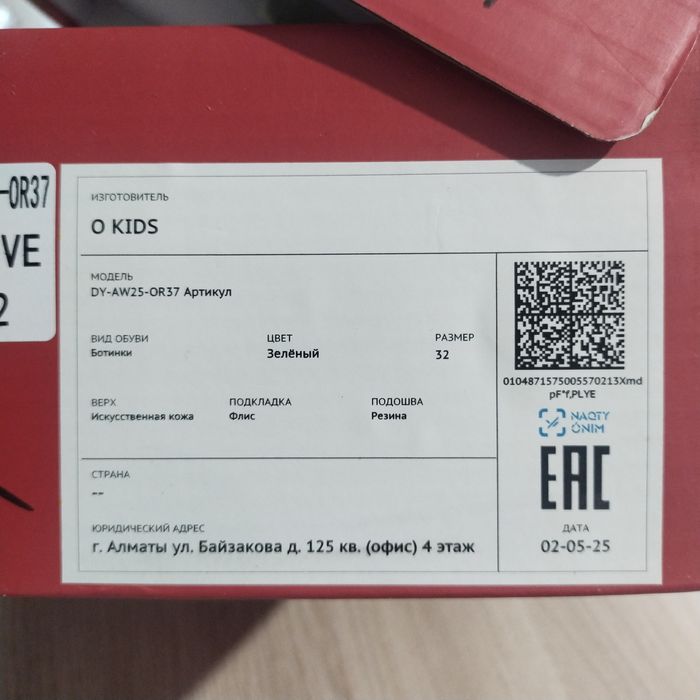 -OR37
VE
2
ИЗГОТОВИТЕЛЬ
O KIDS
МОДЕЛЬ
DY-AW25-OR37 Артикул
ВИД ОБУВИ
Ботинки
ЦВЕТ
Зелёный
РАЗМЕР
32
ВЕРХ
Искусственная кожа
ПОДКЛАДКА
Флис
ПОДОШВА
Резина
СТРАНА
--
ЮРИДИЧЕСКИЙ АДРЕС
г. Алматы ул. Байзакова д. 125 кв. (офис) 4 этаж
0104871575005570213Xmd
pF*f,PLYE
NAQTY
ÓNIM
EAC
ДАТА
02-05-25